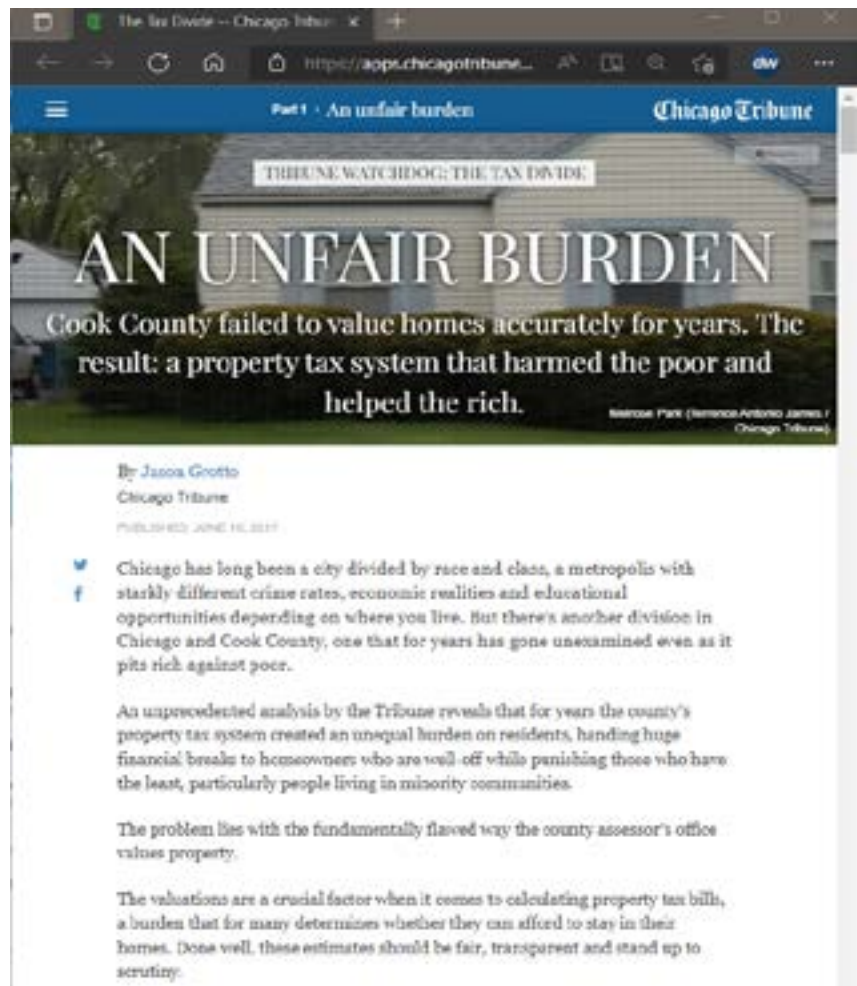 The Tax Divide -- Chicago Tribun
https://apps.chicagotribune...
dw
Part 1 · An unfair burden
Chicago Tribune
TRIBUNE WATCHDOG: THE TAX DIVIDE
AN UNFAIR BURDEN
Cook County failed to value homes accurately for years. The
result: a property tax system that harmed the poor and
helped the rich.
Melrose Park (Terrence Antonio James /
Chicago Tribune)
By Jason Grotto
Chicago Tribune
PUBLISHED: JUNE 10, 2017
Chicago has long been a city divided by race and class, a metropolis with
starkly different crime rates, economic realities and educational
opportunities depending on where you live. But there's another division in
Chicago and Cook County, one that for years has gone unexamined even as it
pits rich against poor.
An unprecedented analysis by the Tribune reveals that for years the county's
property tax system created an unequal burden on residents, handing huge
financial breaks to homeowners who are well-off while punishing those who have
the least, particularly people living in minority communities.
The problem lies with the fundamentally flawed way the county assessor's office
values property.
The valuations are a crucial factor when it comes to calculating property tax bills,
a burden that for many determines whether they can afford to stay in their
homes. Done well, these estimates should be fair, transparent and stand up to
scrutiny.